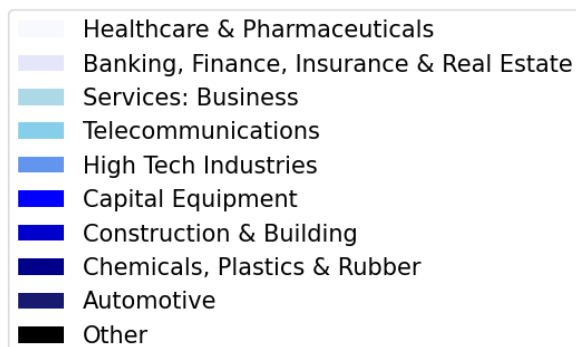 Healthcare & Pharmaceuticals
Banking, Finance, Insurance & Real Estate
Services: Business
Telecommunications
High Tech Industries
Capital Equipment
Construction & Building
Chemicals, Plastics & Rubber
Automotive
Other